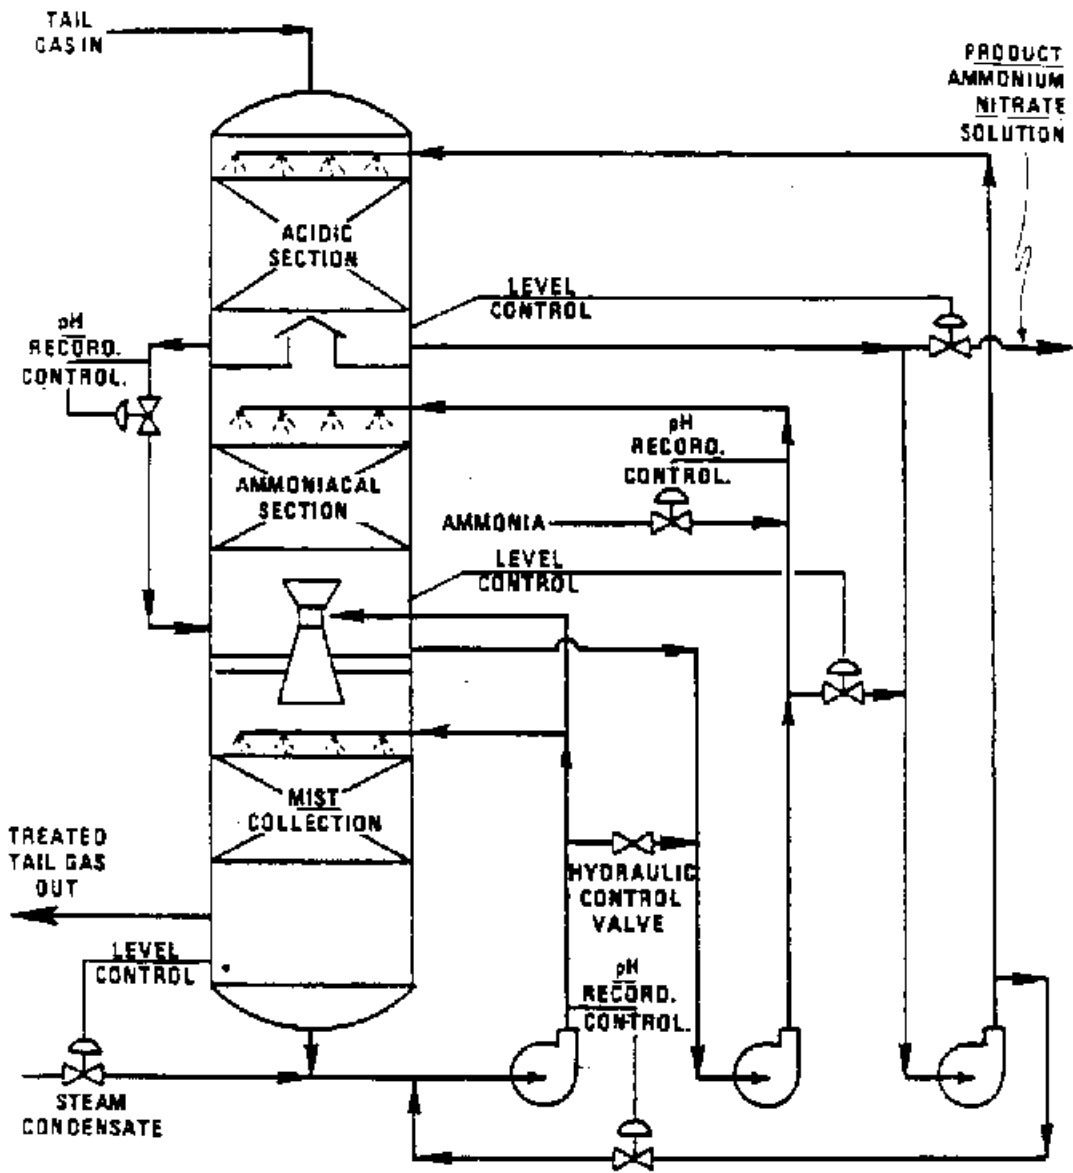 TAIL
GAS IN
PRODUCT
AMMONIUM
NITRATE
SOLUTION
ACIDIC
SECTION
LEVEL
CONTROL
pH
RECORD.
CONTROL.
pH
RECORD.
CONTROL.
AMMONIACAL
SECTION
AMMONIA
LEVEL
CONTROL
MIST
COLLECTION
TREATED
TAIL GAS
OUT
HYDRAULIC
CONTROL
VALVE
LEVEL
CONTROL
pH
RECORD.
CONTROL.
STEAM
CONDENSATE